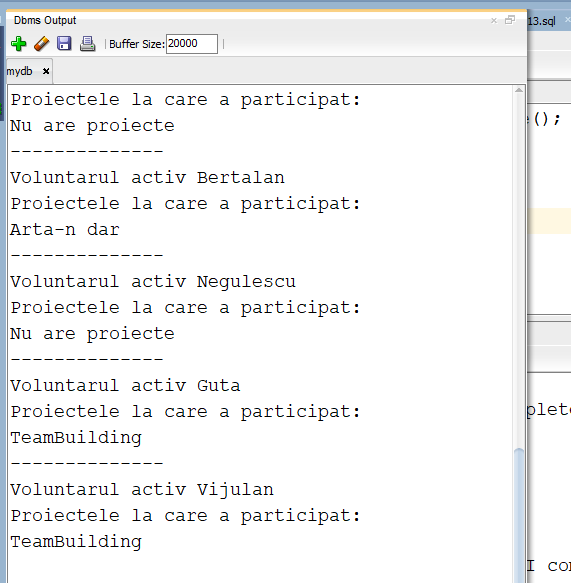 Dbms Output
13.sql
Buffer Size: 20000
mydb
Proiectele la care a participat:
Nu are proiecte
--------------
Voluntarul activ Bertalan
Proiectele la care a participat:
Arta-n dar
--------------
Voluntarul activ Negulescu
Proiectele la care a participat:
Nu are proiecte
--------------
Voluntarul activ Guta
Proiectele la care a participat:
TeamBuilding
--------------
Voluntarul activ Vijulan
Proiectele la care a participat:
TeamBuilding
();